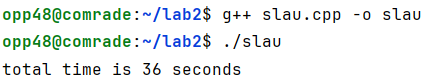 opp48@comrade:~/lab2$ g++ slau.cpp -o slau
opp48@comrade:~/lab2$ ./slau
total time is 36 seconds